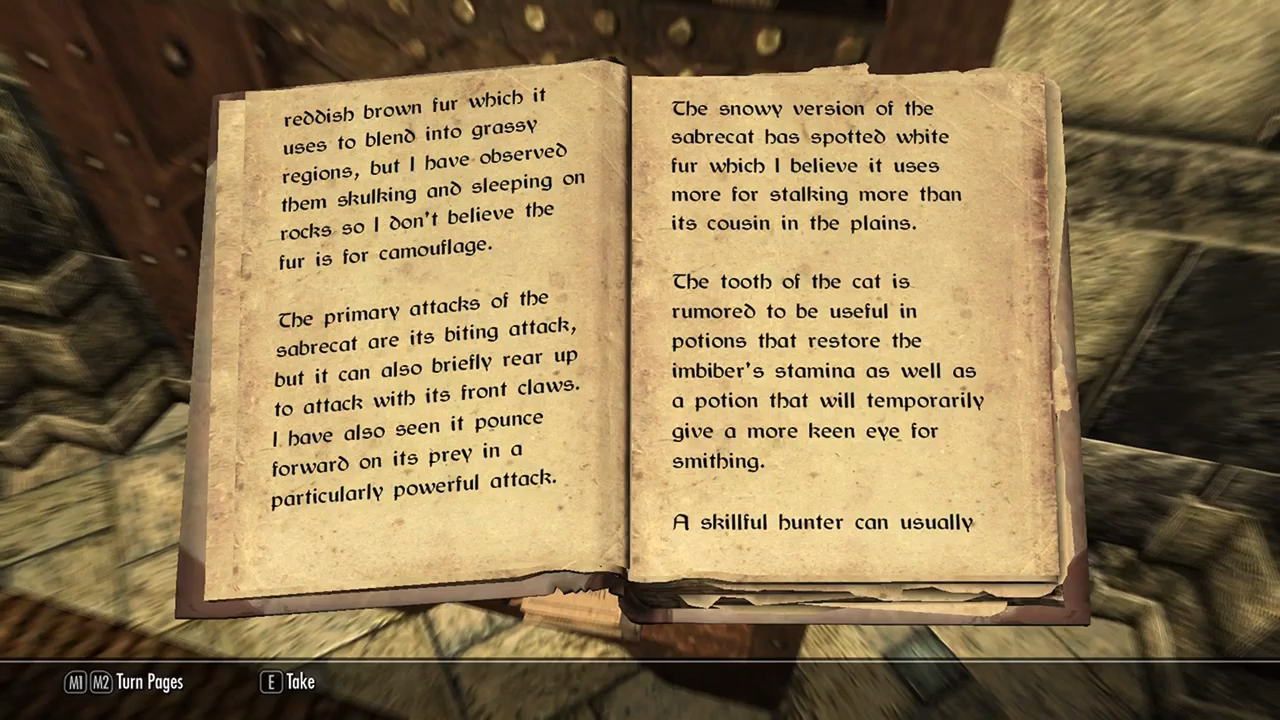 reddish brown fur which it
uses to blend into grassy
regions, but I have observed
them skulking and sleeping on
rocks so I don't believe the
fur is for camouflage.
The primary attacks of the
sabrecat are its biting attack,
but it can also briefly rear up
to attack with its front claws.
I have also seen it pounce
forward on its prey in a
particularly powerful attack.
The snowy version of the
sabrecat has spotted white
fur which I believe it uses
more for stalking more than
its cousin in the plains.
The tooth of the cat is
rumored to be useful in
potions that restore the
imbiber's stamina as well as
a potion that will temporarily
give a more keen eye for
smithing.
A skillful hunter can usually
M1 M2 Turn Pages
E Take